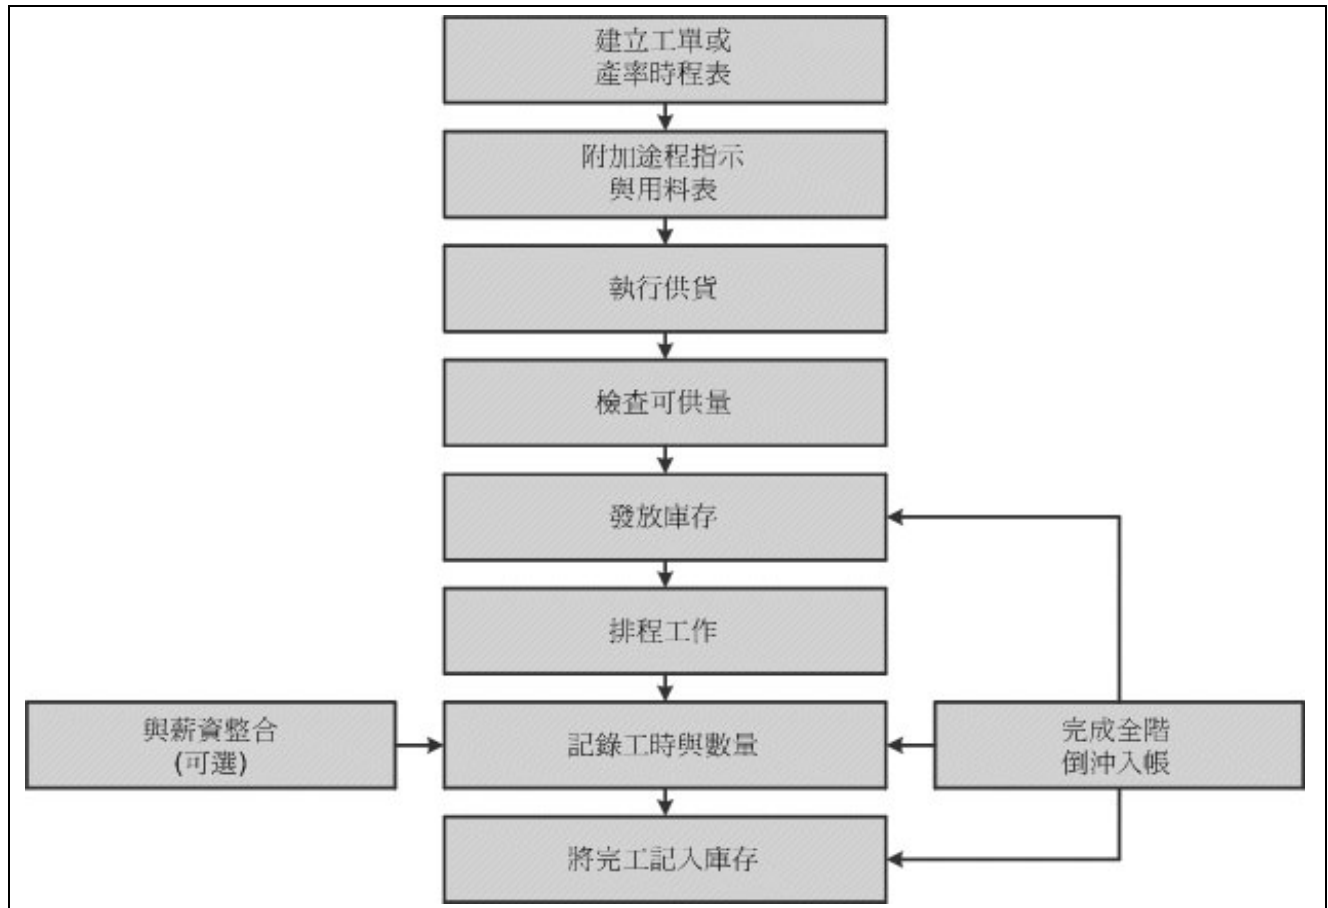 建立工單或
產率時程表
附加途程指示
與用料表
執行供貨
檢查可供量
發放庫存
排程工作
與薪資整合
(可選)
記錄工時與數量
完成全階
倒沖入帳
將完工記入庫存